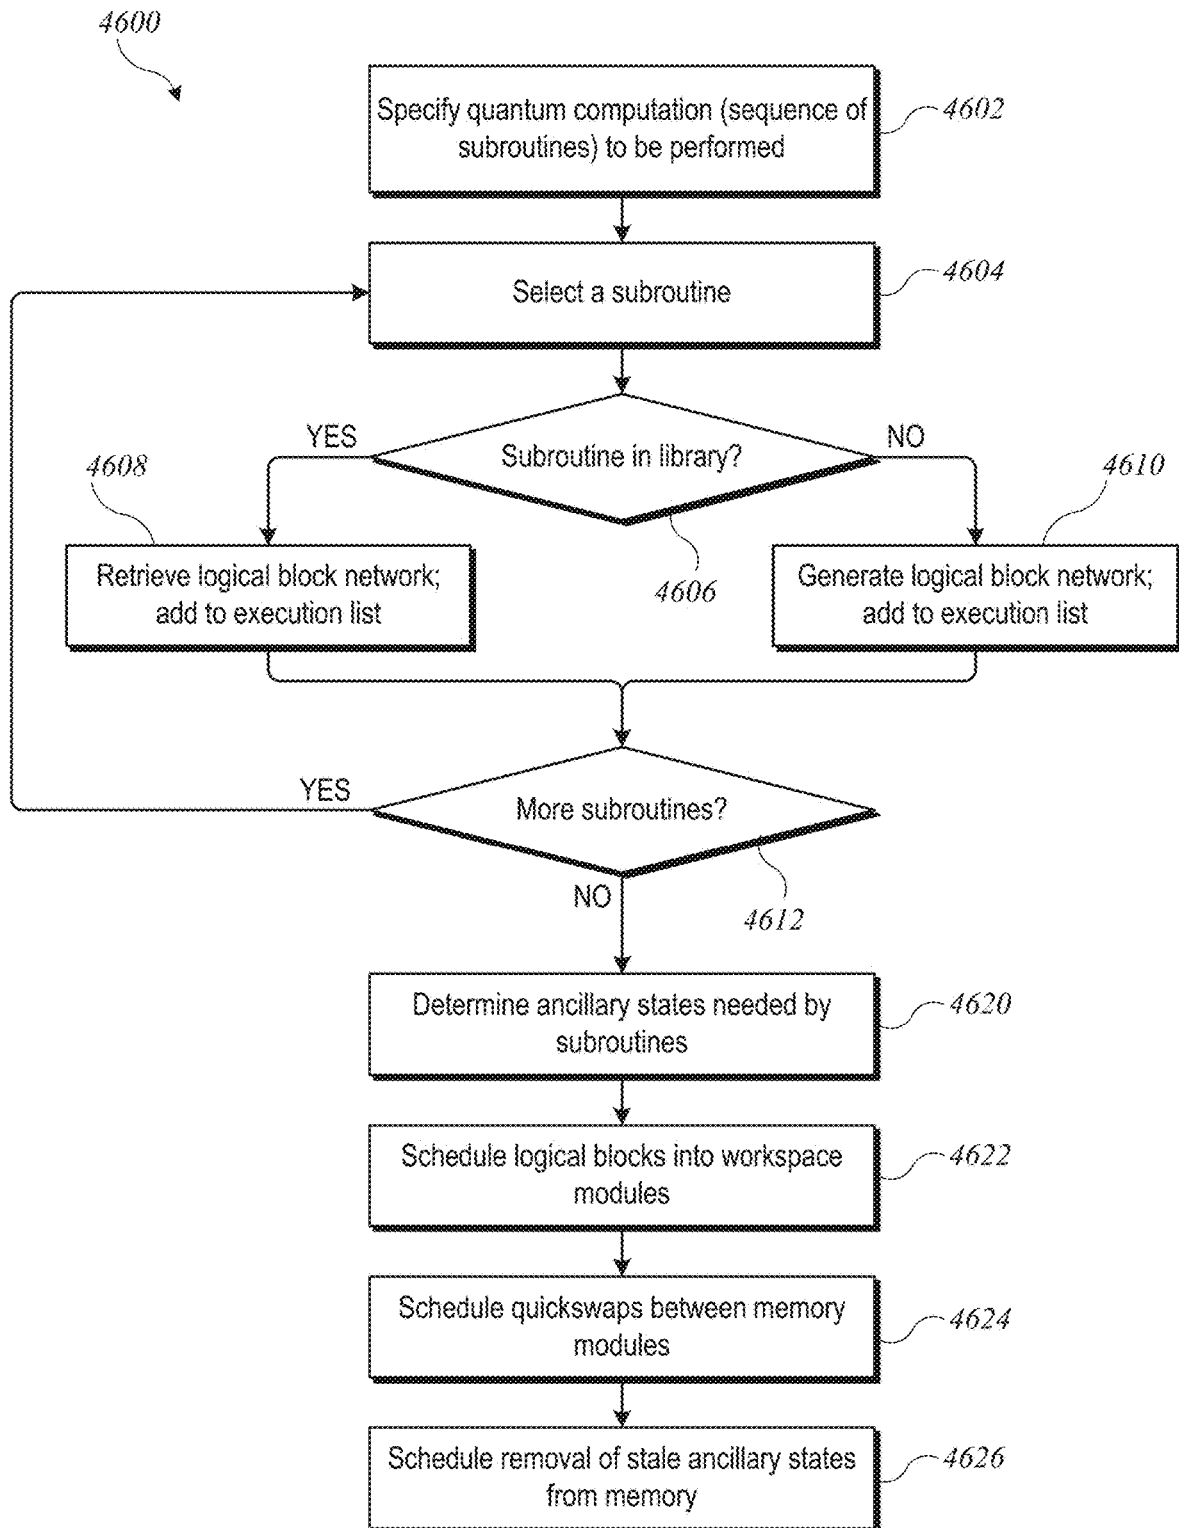 4600
Specify quantum computation (sequence of
subroutines) to be performed
4602
Select a subroutine
4604
YES
Subroutine in library?
NO
4606
4608
4610
Retrieve logical block network;
add to execution list
Generate logical block network;
add to execution list
YES
More subroutines?
NO
4612
Determine ancillary states needed by
subroutines
4620
Schedule logical blocks into workspace
modules
4622
Schedule quickswaps between memory
modules
4624
Schedule removal of stale ancillary states
from memory
4626